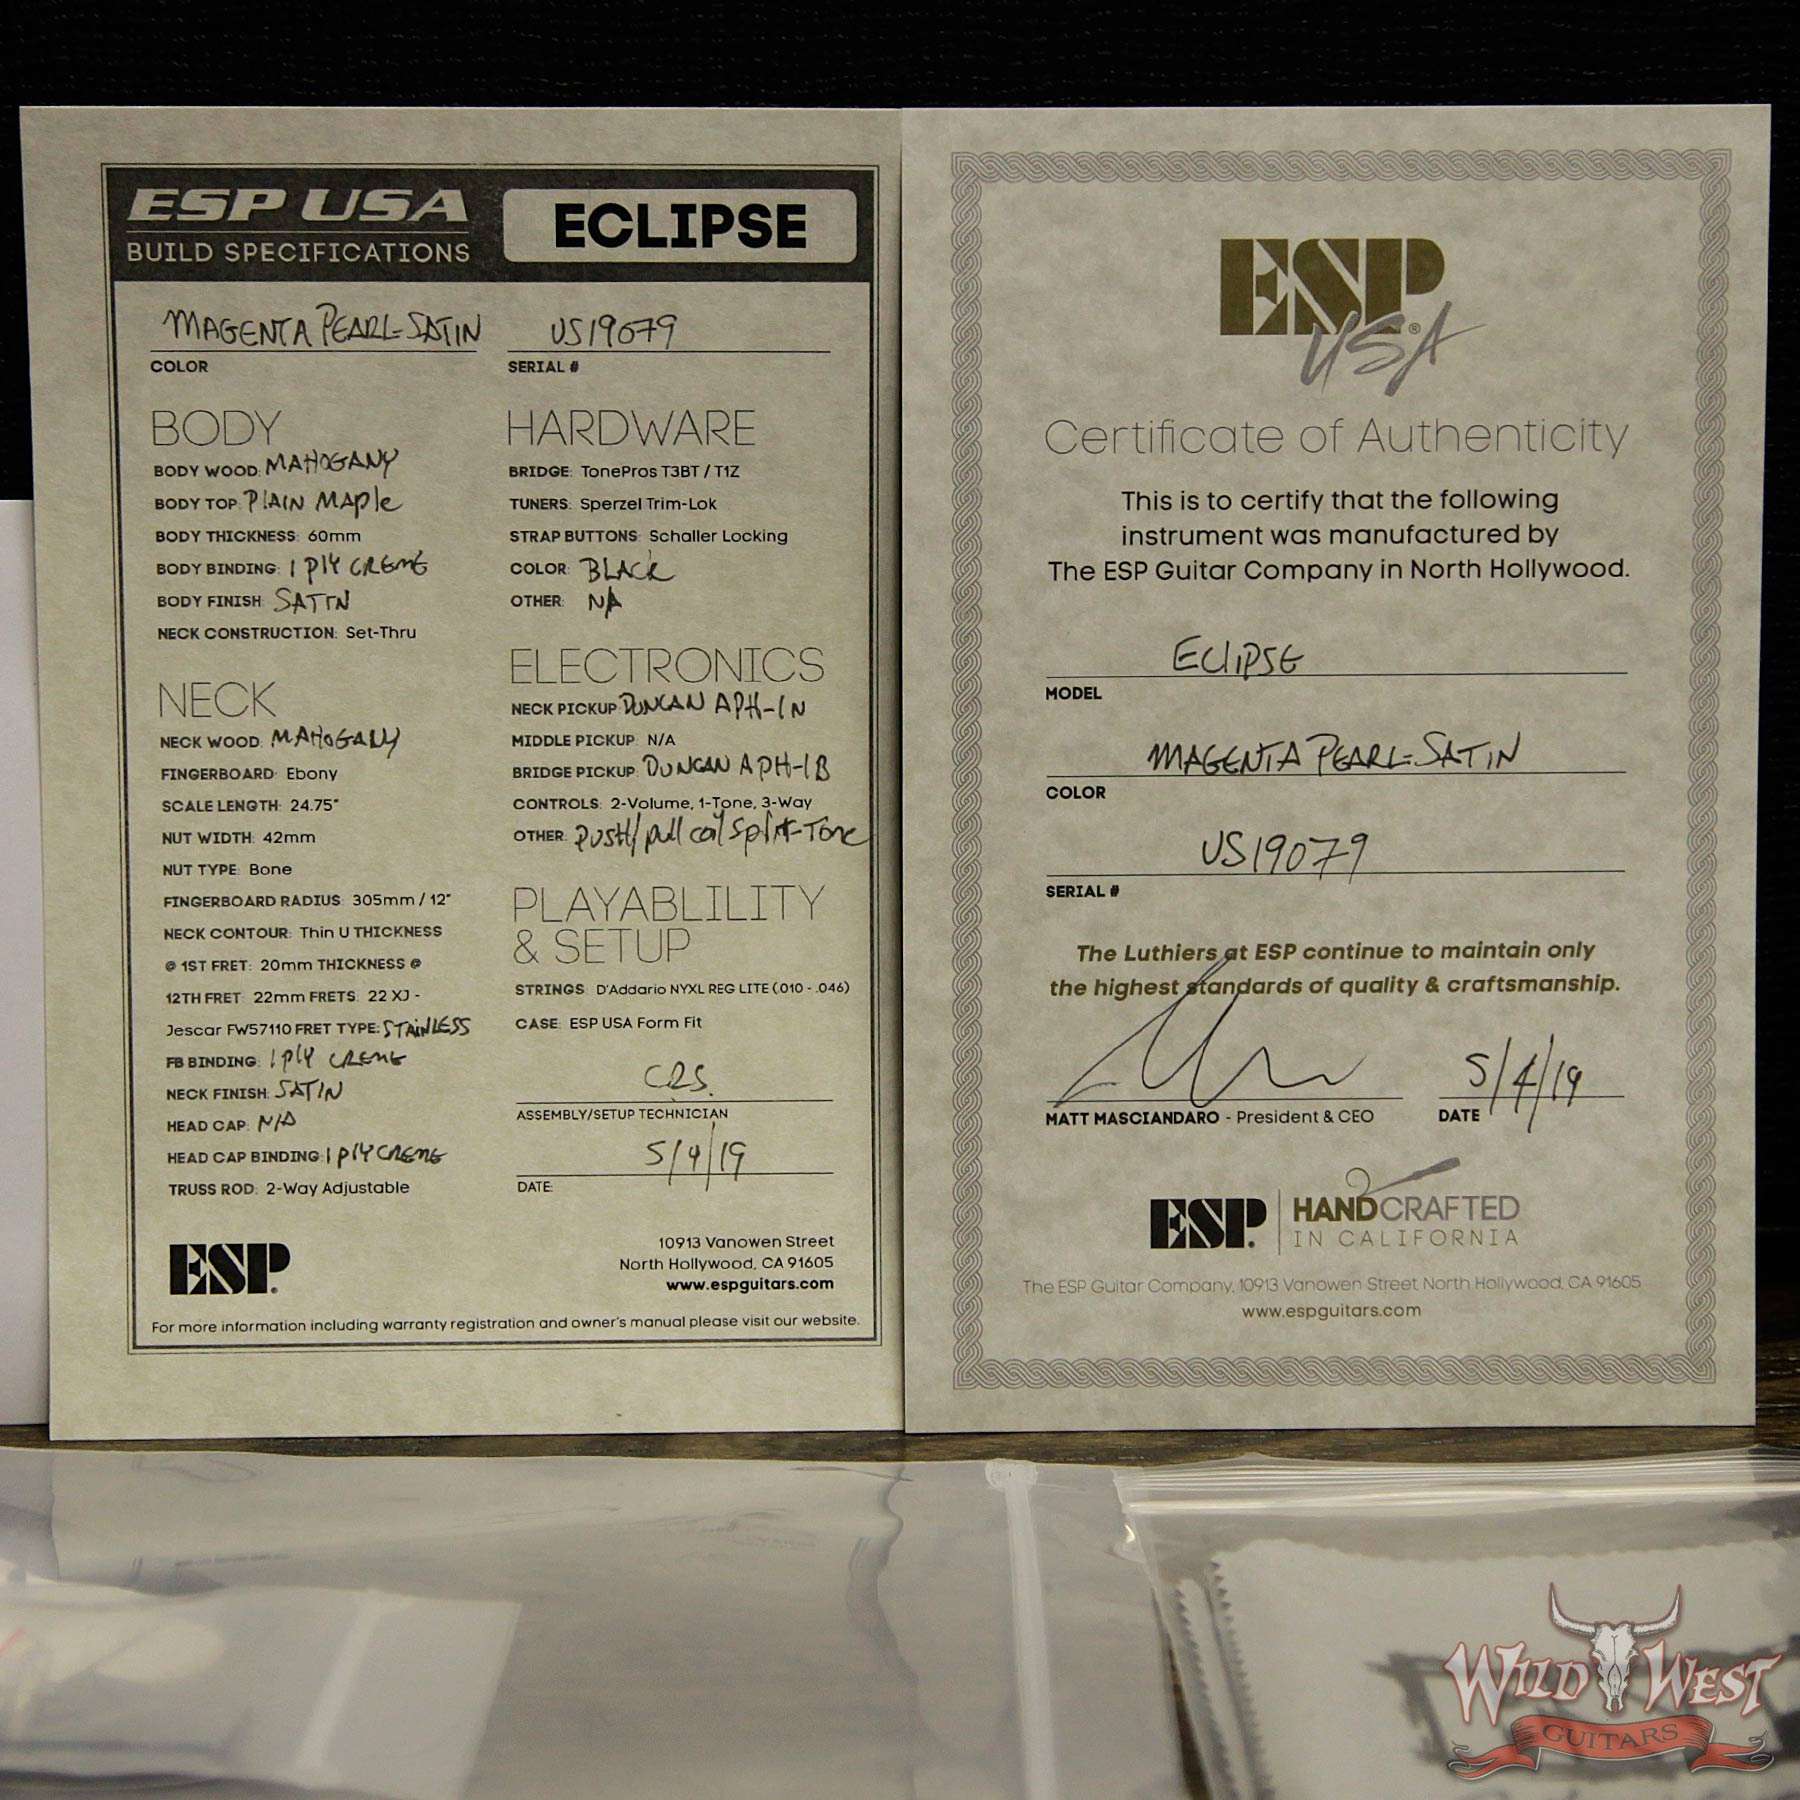 ESP USA
BUILD SPECIFICATIONS
ECLIPSE
MAGENTA PEARL-SATIN
COLOR
US19079
SERIAL #
BODY
BODY WOOD: MAHOGANY
BODY TOP: PLAIN MAPle
BODY THICKNESS: 60mm
BODY BINDING: 1 PlY CREME
BODY FINISH: SATIN
NECK CONSTRUCTION: Set-Thru
NECK
NECK WOOD: MAHOGANY
FINGERBOARD: Ebony
SCALE LENGTH: 24.75"
NUT WIDTH: 42mm
NUT TYPE: Bone
FINGERBOARD RADIUS: 305mm / 12"
NECK CONTOUR: Thin U THICKNESS
@ 1ST FRET: 20mm THICKNESS @
12TH FRET: 22mm FRETS: 22 XJ -
Jescar FW57110 FRET TYPE: STAINLESS
FB BINDING: 1 PlY CREME
NECK FINISH: SATIN
HEAD CAP: N/A
HEAD CAP BINDING: 1 PlY CREME
TRUSS ROD: 2-Way Adjustable
HARDWARE
BRIDGE: TonePros T3BT / T1Z
TUNERS: Sperzel Trim-Lok
STRAP BUTTONS: Schaller Locking
COLOR: BLACK
OTHER: N/A
ELECTRONICS
NECK PICKUP: DUNCAN APH-1N
MIDDLE PICKUP: N/A
BRIDGE PICKUP: DUNCAN APH-1B
CONTROLS: 2-Volume, 1-Tone, 3-Way
OTHER: PUSH/pull coil Split-Tone
PLAYABLILITY
& SETUP
STRINGS: D'Addario NYXL REG LITE (.010 - .046)
CASE: ESP USA Form Fit
ASSEMBLY/SETUP TECHNICIAN
5/4/19
DATE:
ESP.
10913 Vanowen Street
North Hollywood, CA 91605
www.espguitars.com
For more information including warranty registration and owner's manual please visit our website.
ESP®
USA
Certificate of Authenticity
This is to certify that the following
instrument was manufactured by
The ESP Guitar Company in North Hollywood.
EClIPSE
MODEL
MAGENTA PEARL-SATIN
COLOR
US19079
SERIAL #
The Luthiers at ESP continue to maintain only
the highest standards of quality & craftsmanship.
5/4/19
MATT MASCIANDARO - President & CEO
DATE
ESP.
HANDCRAFTED
IN CALIFORNIA
The ESP Guitar Company, 10913 Vanowen Street North Hollywood, CA 91605
www.espguitars.com
WILD WEST
GUITARS